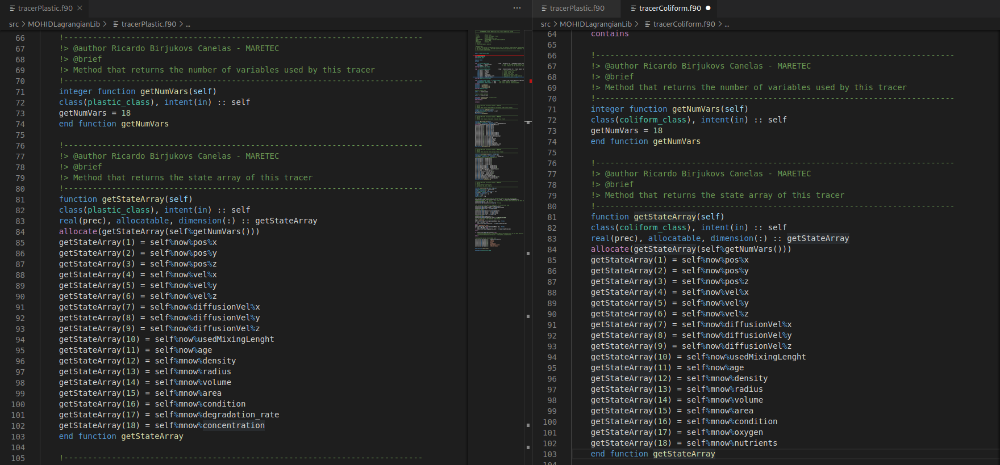 tracerPlastic.f90
src > MOHIDLagrangianLib > tracerPlastic.f90 > ...
66 !-----------------------------------------------------------------------------
67 !> @author Ricardo Birjukovs Canelas - MARETEC
68 !> @brief
69 !> Method that returns the number of variables used by this tracer
70 !-----------------------------------------------------------------------------
71 integer function getNumVars(self)
72 class(plastic_class), intent(in) :: self
73 getNumVars = 18
74 end function getNumVars
75
76 !-----------------------------------------------------------------------------
77 !> @author Ricardo Birjukovs Canelas - MARETEC
78 !> @brief
79 !> Method that returns the state array of this tracer
80 !-----------------------------------------------------------------------------
81 function getStateArray(self)
82 class(plastic_class), intent(in) :: self
83 real(prec), allocatable, dimension(:) :: getStateArray
84 allocate(getStateArray(self%getNumVars()))
85 getStateArray(1) = self%now%pos%x
86 getStateArray(2) = self%now%pos%y
87 getStateArray(3) = self%now%pos%z
88 getStateArray(4) = self%now%vel%x
89 getStateArray(5) = self%now%vel%y
90 getStateArray(6) = self%now%vel%z
91 getStateArray(7) = self%now%diffusionVel%x
92 getStateArray(8) = self%now%diffusionVel%y
93 getStateArray(9) = self%now%diffusionVel%z
94 getStateArray(10) = self%now%usedMixingLenght
95 getStateArray(11) = self%now%age
96 getStateArray(12) = self%mnow%density
97 getStateArray(13) = self%mnow%radius
98 getStateArray(14) = self%mnow%volume
99 getStateArray(15) = self%mnow%area
100 getStateArray(16) = self%mnow%condition
101 getStateArray(17) = self%mnow%degradation_rate
102 getStateArray(18) = self%mnow%concentration
103 end function getStateArray
104
105 !-----------------------------------------------------------------------------
tracerPlastic.f90 tracerColiform.f90
src > MOHIDLagrangianLib > tracerColiform.f90 > ...
64 contains
65
66 !-----------------------------------------------------------------------------
67 !> @author Ricardo Birjukovs Canelas - MARETEC
68 !> @brief
69 !> Method that returns the number of variables used by this tracer
70 !-----------------------------------------------------------------------------
71 integer function getNumVars(self)
72 class(coliform_class), intent(in) :: self
73 getNumVars = 18
74 end function getNumVars
75
76 !-----------------------------------------------------------------------------
77 !> @author Ricardo Birjukovs Canelas - MARETEC
78 !> @brief
79 !> Method that returns the state array of this tracer
80 !-----------------------------------------------------------------------------
81 function getStateArray(self)
82 class(coliform_class), intent(in) :: self
83 real(prec), allocatable, dimension(:) :: getStateArray
84 allocate(getStateArray(self%getNumVars()))
85 getStateArray(1) = self%now%pos%x
86 getStateArray(2) = self%now%pos%y
87 getStateArray(3) = self%now%pos%z
88 getStateArray(4) = self%now%vel%x
89 getStateArray(5) = self%now%vel%y
90 getStateArray(6) = self%now%vel%z
91 getStateArray(7) = self%now%diffusionVel%x
92 getStateArray(8) = self%now%diffusionVel%y
93 getStateArray(9) = self%now%diffusionVel%z
94 getStateArray(10) = self%now%usedMixingLenght
95 getStateArray(11) = self%now%age
96 getStateArray(12) = self%mnow%density
97 getStateArray(13) = self%mnow%radius
98 getStateArray(14) = self%mnow%volume
99 getStateArray(15) = self%mnow%area
100 getStateArray(16) = self%mnow%condition
101 getStateArray(17) = self%mnow%oxygen
102 getStateArray(18) = self%mnow%nutrients
103 end function getStateArray
104